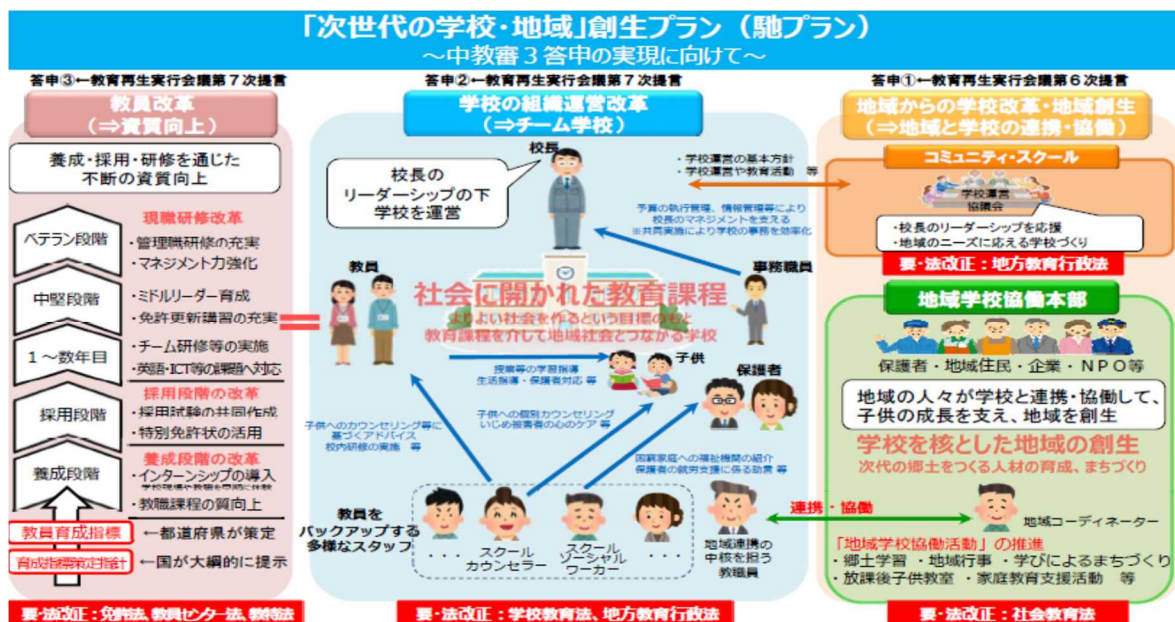 「次世代の学校・地域」創生プラン（馳プラン）
～中教審３答申の実現に向けて～
答申③←教育再生実行会議第７次提言
教員改革
（⇒資質向上）
養成・採用・研修を通じた
不断の資質向上
ベテラン段階
中堅段階
１～数年目
採用段階
養成段階
現職研修改革
・管理職研修の充実
・マネジメント力強化
・ミドルリーダー育成
・免許更新講習の充実
・チーム研修等の実施
・英語・ICT等の課題へ対応
採用段階の改革
・採用試験の共同作成
・特別免許状の活用
養成段階の改革
・インターンシップの導入
・教職課程の質向上
教員育成指標
←都道府県が策定
育成指標策定指針
←国が大綱的に提示
要・法改正：免許法、教員センター法、教特法
答申②←教育再生実行会議第７次提言
学校の組織運営改革
（⇒チーム学校）
校長
校長の
リーダーシップの下
学校を運営
・学校運営の基本方針
・学校運営や教育活動　等
予算の執行管理、情報管理等により
校長のマネジメントを支える
※共同実施により学校の事務を効率化
教員
事務職員
社会に開かれた教育課程
よりよい社会を作るという目標のもと
教育課程を介して地域社会とつながる学校
授業等の学習指導
生活指導・保護者対応 等
子供
保護者
子供へのカウンセリング等に
基づくアドバイス
校内研修の実施　等
子供への個別カウンセリング
いじめ被害者の心のケア　等
困窮家庭への福祉機関の紹介
保護者の就労支援に係る助言 等
教員を
バックアップする
多様なスタッフ
・・・
スクール
カウンセラー
スクール
ソーシャル
ワーカー
・・・
地域連携の
中核を担う
教職員
連携・協働
要・法改正：学校教育法、地方教育行政法
答申①←教育再生実行会議第６次提言
地域からの学校改革・地域創生
（⇒地域と学校の連携・協働）
コミュニティ・スクール
学校運営
協議会
・校長のリーダーシップを応援
・地域のニーズに応える学校づくり
要・法改正：地方教育行政法
地域学校協働本部
保護者・地域住民・企業・ＮＰＯ等
地域の人々が学校と連携・協働して、
子供の成長を支え、地域を創生
学校を核とした地域の創生
次代の郷土をつくる人材の育成、まちづくり
地域コーディネーター
「地域学校協働活動」の推進
・郷土学習・地域行事・学びによるまちづくり
・放課後子供教室・家庭教育支援活動　等
要・法改正：社会教育法